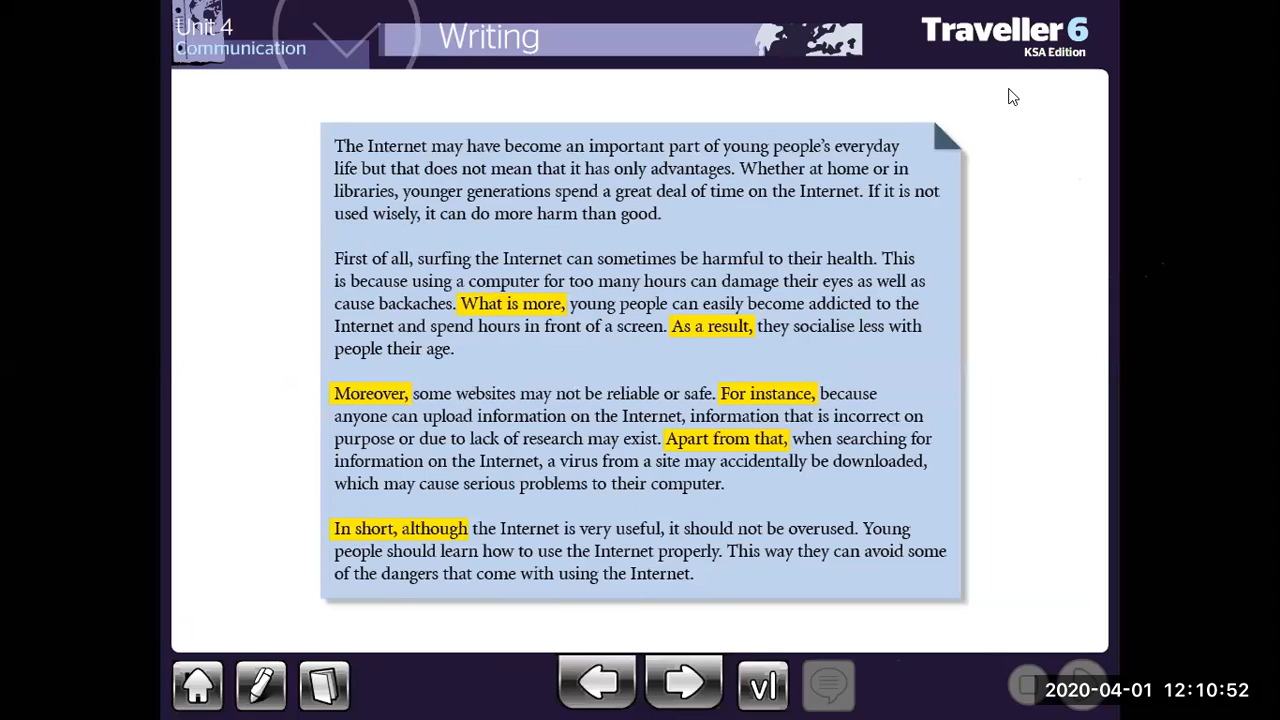 Unit 4
Communication
Writing
Traveller 6
KSA Edition
The Internet may have become an important part of young people's everyday
life but that does not mean that it has only advantages. Whether at home or in
libraries, younger generations spend a great deal of time on the Internet. If it is not
used wisely, it can do more harm than good.
First of all, surfing the Internet can sometimes be harmful to their health. This
is because using a computer for too many hours can damage their eyes as well as
cause backaches. What is more, young people can easily become addicted to the
Internet and spend hours in front of a screen. As a result, they socialise less with
people their age.
Moreover, some websites may not be reliable or safe. For instance, because
anyone can upload information on the Internet, information that is incorrect on
purpose or due to lack of research may exist. Apart from that, when searching for
information on the Internet, a virus from a site may accidentally be downloaded,
which may cause serious problems to their computer.
In short, although the Internet is very useful, it should not be overused. Young
people should learn how to use the Internet properly. This way they can avoid some
of the dangers that come with using the Internet.
vl
2020-04-01 12:10:52